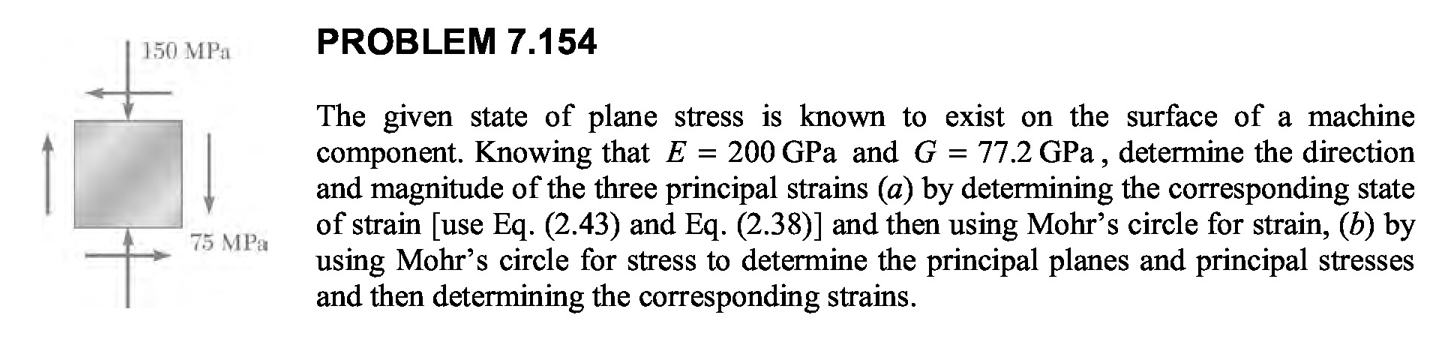 150 MPa
PROBLEM 7.154
The given state of plane stress is known to exist on the surface of a machine
component. Knowing that E = 200 GPa and G = 77.2 GPa, determine the direction
and magnitude of the three principal strains (a) by determining the corresponding state
of strain [use Eq. (2.43) and Eq. (2.38)] and then using Mohr’s circle for strain, (b) by
75 MPa
using Mohr’s circle for stress to determine the principal planes and principal stresses
and then determining the corresponding strains.